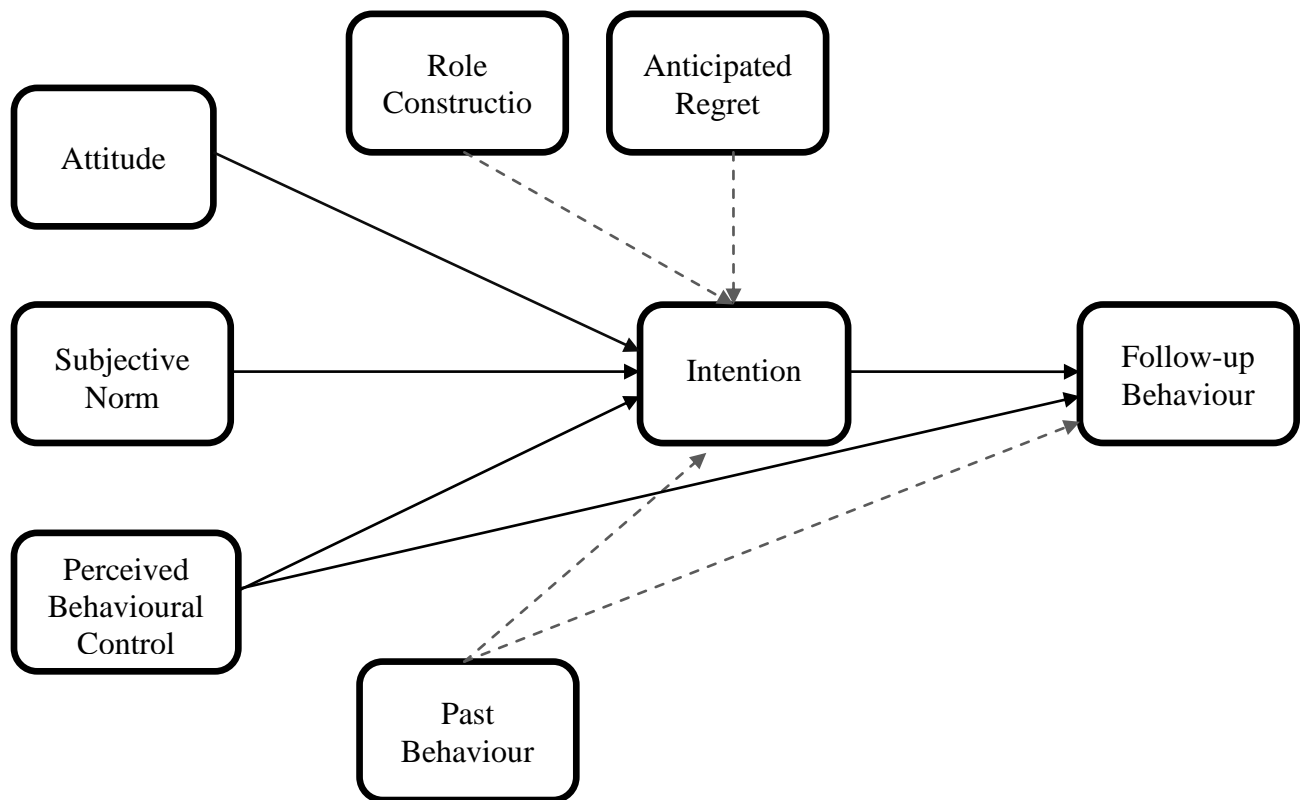 Role
Constructio
Anticipated
Regret
Attitude
Subjective
Norm
Intention
Follow-up
Behaviour
Perceived
Behavioural
Control
Past
Behaviour